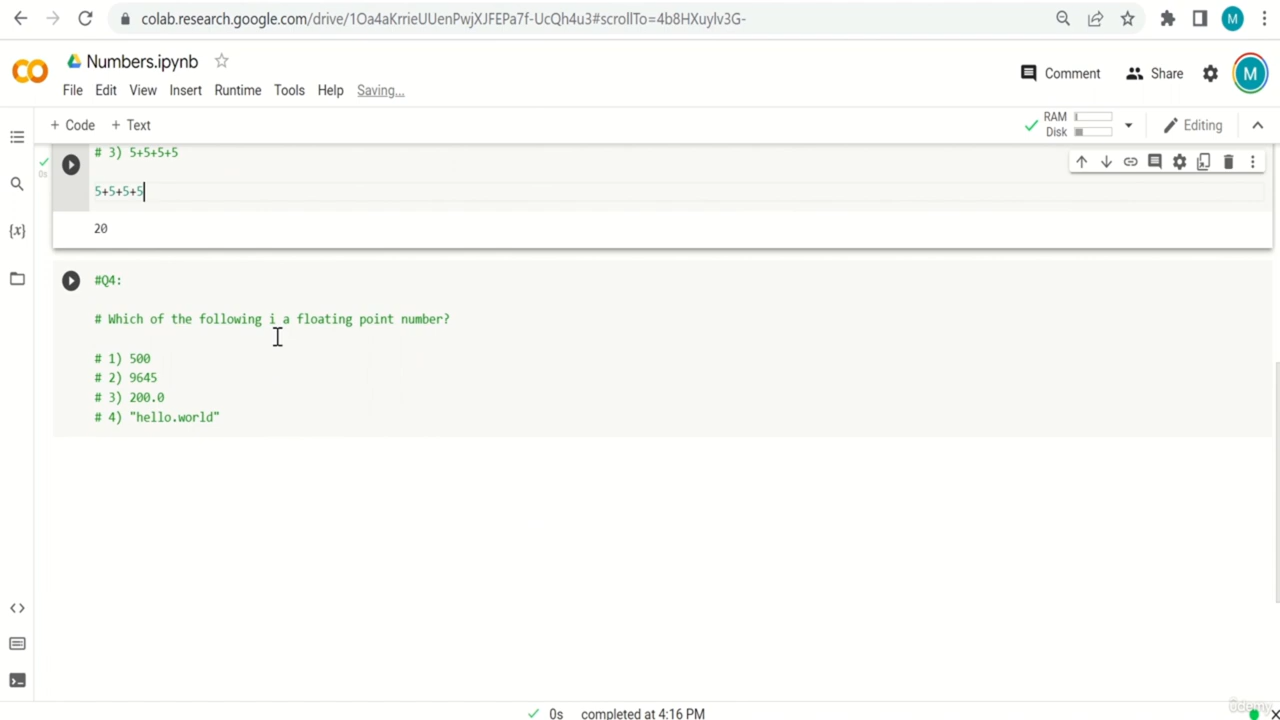 colab.research.google.com/drive/1Oa4aKrrieUUenPwjXJFEPa7f-UcQh4u3#scrollTo=4b8HXuylv3G-
M
CO
Numbers.ipynb
File Edit View Insert Runtime Tools Help Saving...
Comment
Share
M
+ Code + Text
RAM
Disk
Editing
# 3) 5+5+5+5
0s
5+5+5+5
20
{x}
#Q4:
# Which of the following i a floating point number?
# 1) 500
# 2) 9645
# 3) 200.0
# 4) "hello.world"
0s completed at 4:16 PM
ûdemy